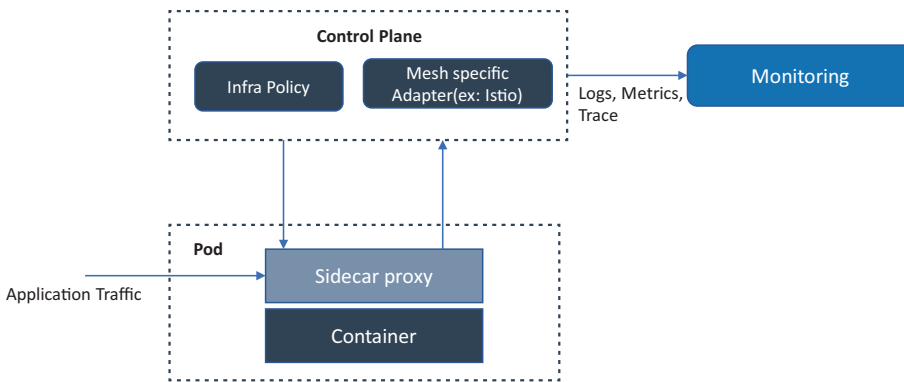 Control Plane
Infra Policy
Mesh specific
Adapter(ex: Istio)
Monitoring
Logs, Metrics,
Trace
Pod
Sidecar proxy
Application Traffic
Container